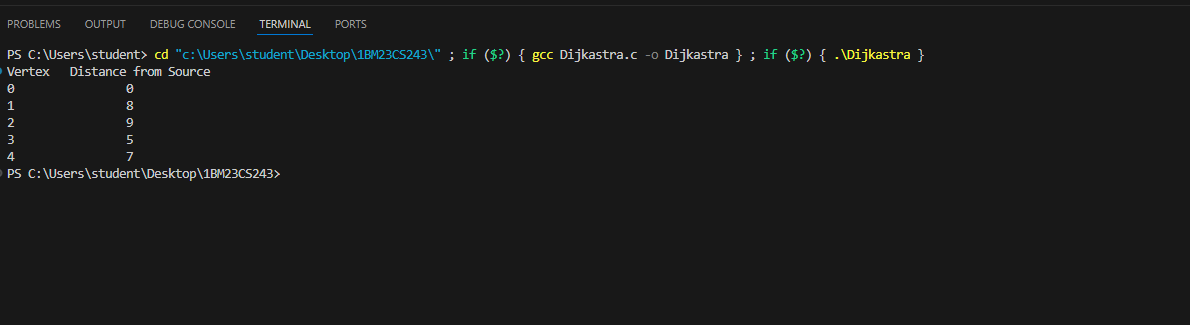 PROBLEMS OUTPUT DEBUG CONSOLE TERMINAL PORTS
PS C:\Users\student> cd "c:\Users\student\Desktop\1BM23CS243\" ; if ($?) { gcc Dijkastra.c -o Dijkastra } ; if ($?) { .\Dijkastra }
Vertex Distance from Source
0 0
1 8
2 9
3 5
4 7
PS C:\Users\student\Desktop\1BM23CS243>